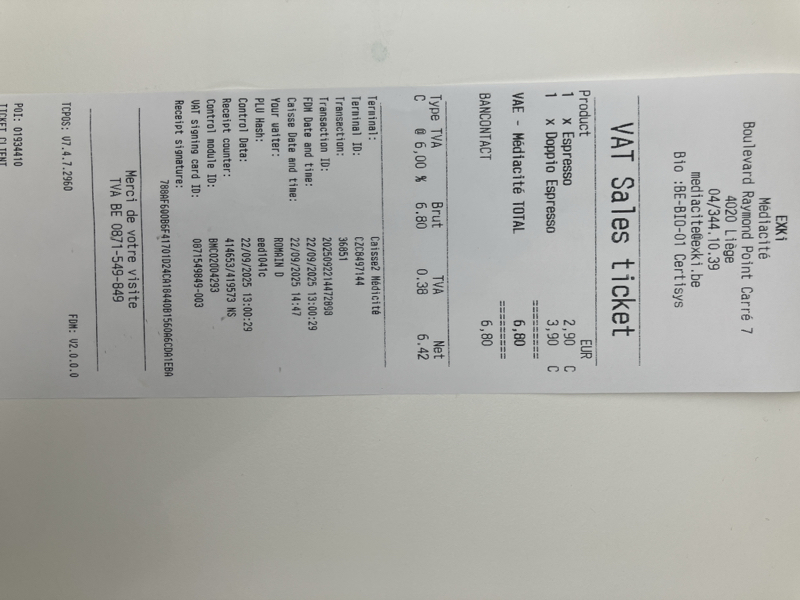 EXKi
Médiacité
Boulevard Raymond Point Carré 7
4020 Liège
04/344.10.39
mediacite@exki.be
Bio :BE-BIO-01 Certisys
VAT Sales ticket
Product EUR
1 x Espresso 2,90 C
1 x Doppio Espresso 3,90 C
=========
VAE - Médiacité TOTAL 6,80
=========
BANCONTACT 6,80
Type TVA Brut TVA Net
C @ 6,00 % 6.80 0.38 6.42
Terminal: Caisse2 Médicité
Terminal ID: CZC8497144
Transaction: 36851
Transaction ID: 2025092214472898
FDM Date and time: 22/09/2025 13:00:29
Caisse Date and time: 22/09/2025 14:47
Your waiter: ROMAIN D
PLU Hash: eed1041c
Control Data: 22/09/2025 13:00:29
Receipt counter: 414653/419573 NS
Control module ID: BMC02004293
VAT signing card ID: 0871549849-003
Receipt signature:
788AF600B6F41701D24CA18440B1560A6CDA1EBA
Merci de votre visite
TVA BE 0871-549-849
TCPOS: V7.4.7.2960 FDM: V2.0.0.0
POI: 01934410
TICKET CLIENT